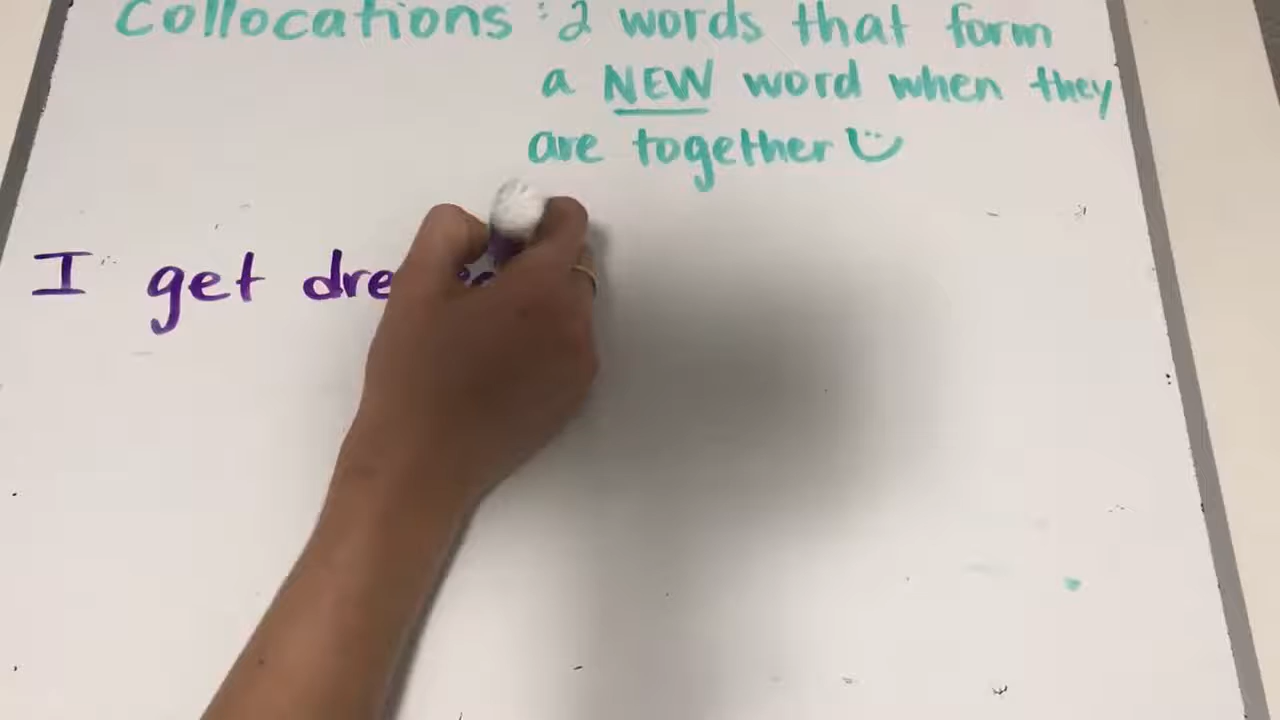 Collocations : 2 words that form
a NEW word when they
are together
I get dre